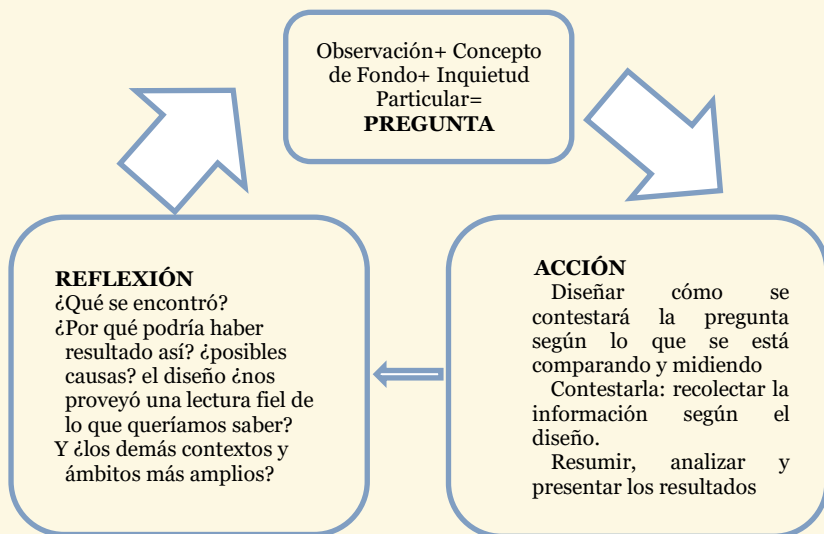 Observación+ Concepto
de Fondo+ Inquietud
Particular=
PREGUNTA
REFLEXIÓN
¿Qué se encontró?
¿Por qué podría haber
resultado así? ¿posibles
causas? el diseño ¿nos
proveyó una lectura fiel de
lo que queríamos saber?
Y ¿los demás contextos y
ámbitos más amplios?
ACCIÓN
Diseñar cómo se
contestará la pregunta
según lo que se está
comparando y midiendo
Contestarla: recolectar la
información según el
diseño.
Resumir, analizar y
presentar los resultados